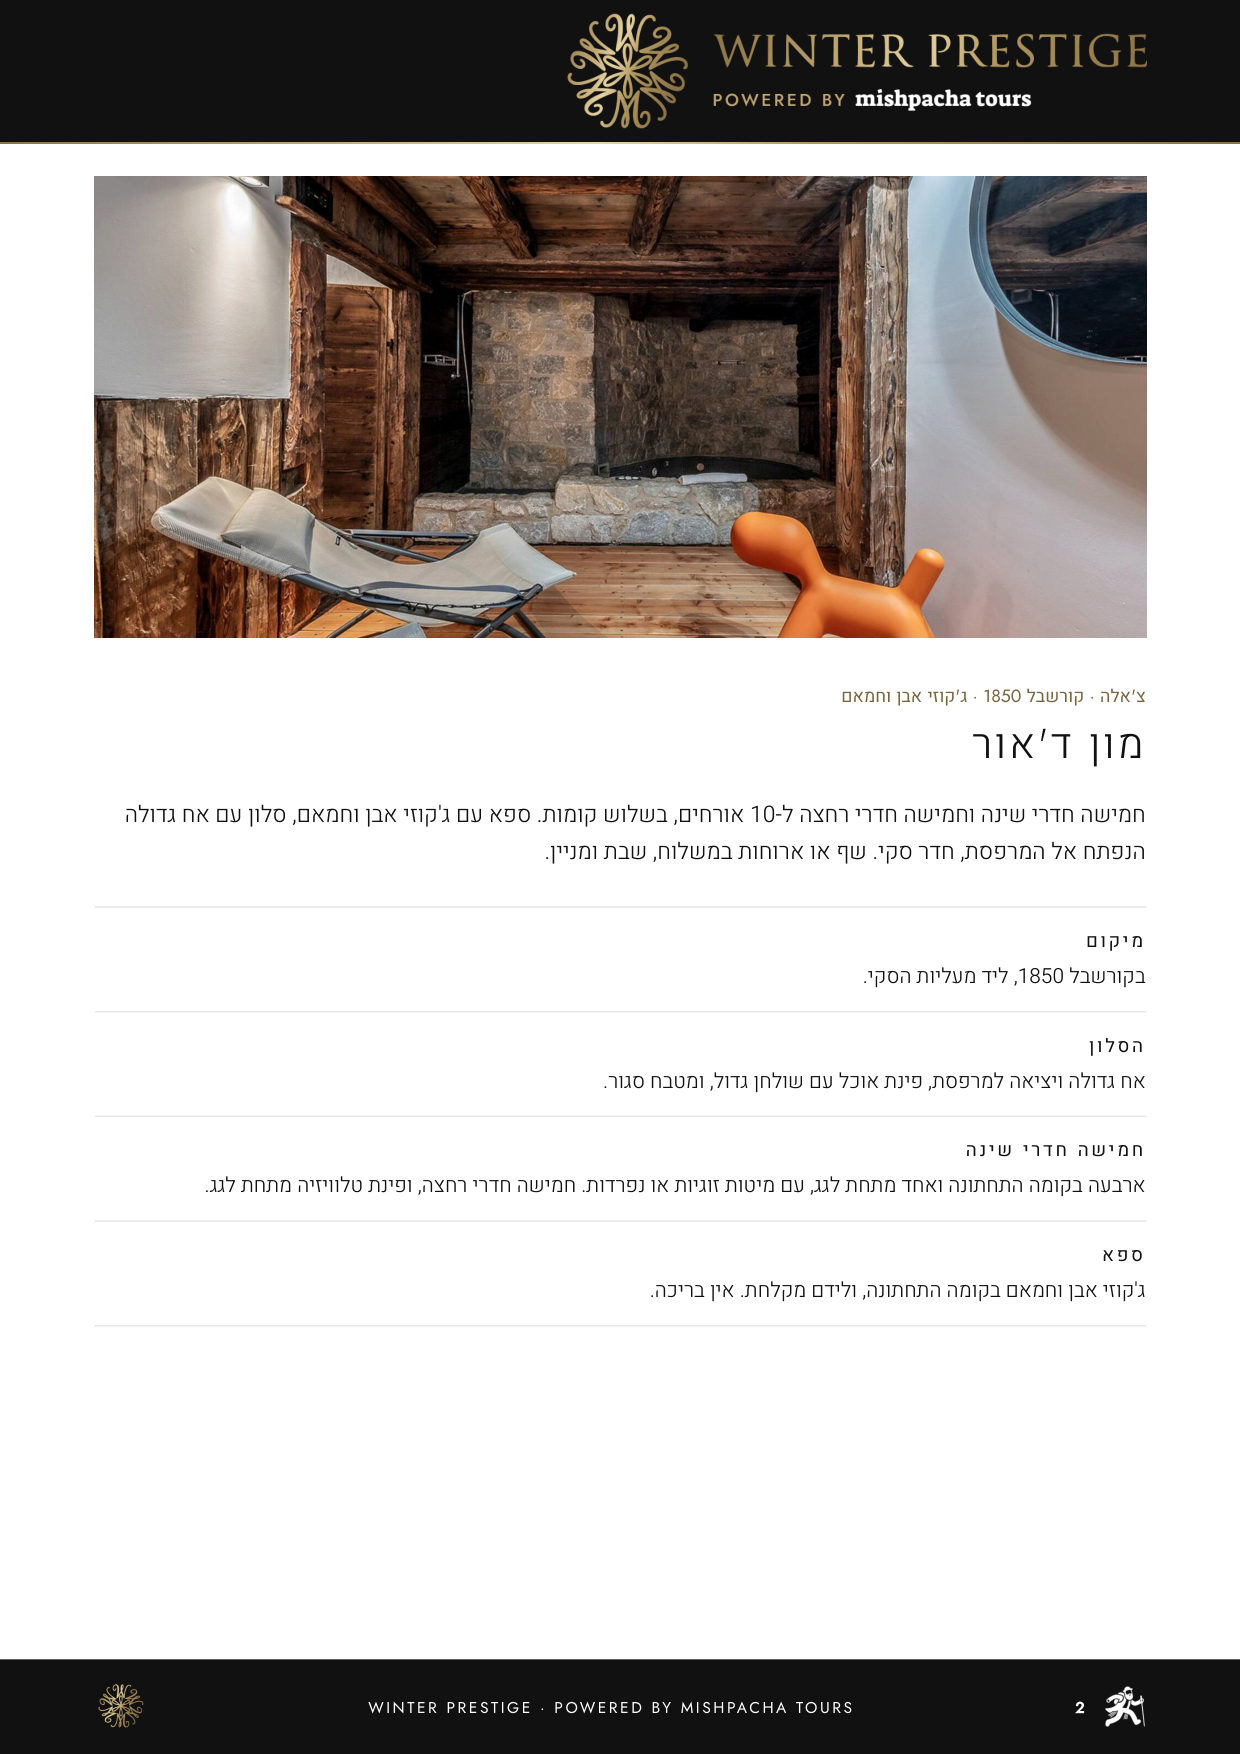 WINTER PRESTIGE
POWERED BY mishpacha tours
צ'אלה · קורשבל 1850 · ג'קוזי אבן וחמאם
מון ד'אור
חמישה חדרי שינה וחמישה חדרי רחצה ל-10 אורחים, בשלוש קומות. ספא עם ג'קוזי אבן וחמאם, סלון עם אח גדולה
הנפתח אל המרפסת, חדר סקי. שף או ארוחות במשלוח, שבת ומניין.
מיקום
בקורשבל 1850, ליד מעליות הסקי.
הסלון
אח גדולה ויציאה למרפסת, פינת אוכל עם שולחן גדול, ומטבח סגור.
חמישה חדרי שינה
ארבעה בקומה התחתונה ואחד מתחת לגג, עם מיטות זוגיות או נפרדות. חמישה חדרי רחצה, ופינת טלוויזיה מתחת לגג.
ספא
ג'קוזי אבן וחמאם בקומה התחתונה, ולידם מקלחת. אין בריכה.
WINTER PRESTIGE · POWERED BY MISHPACHA TOURS
2